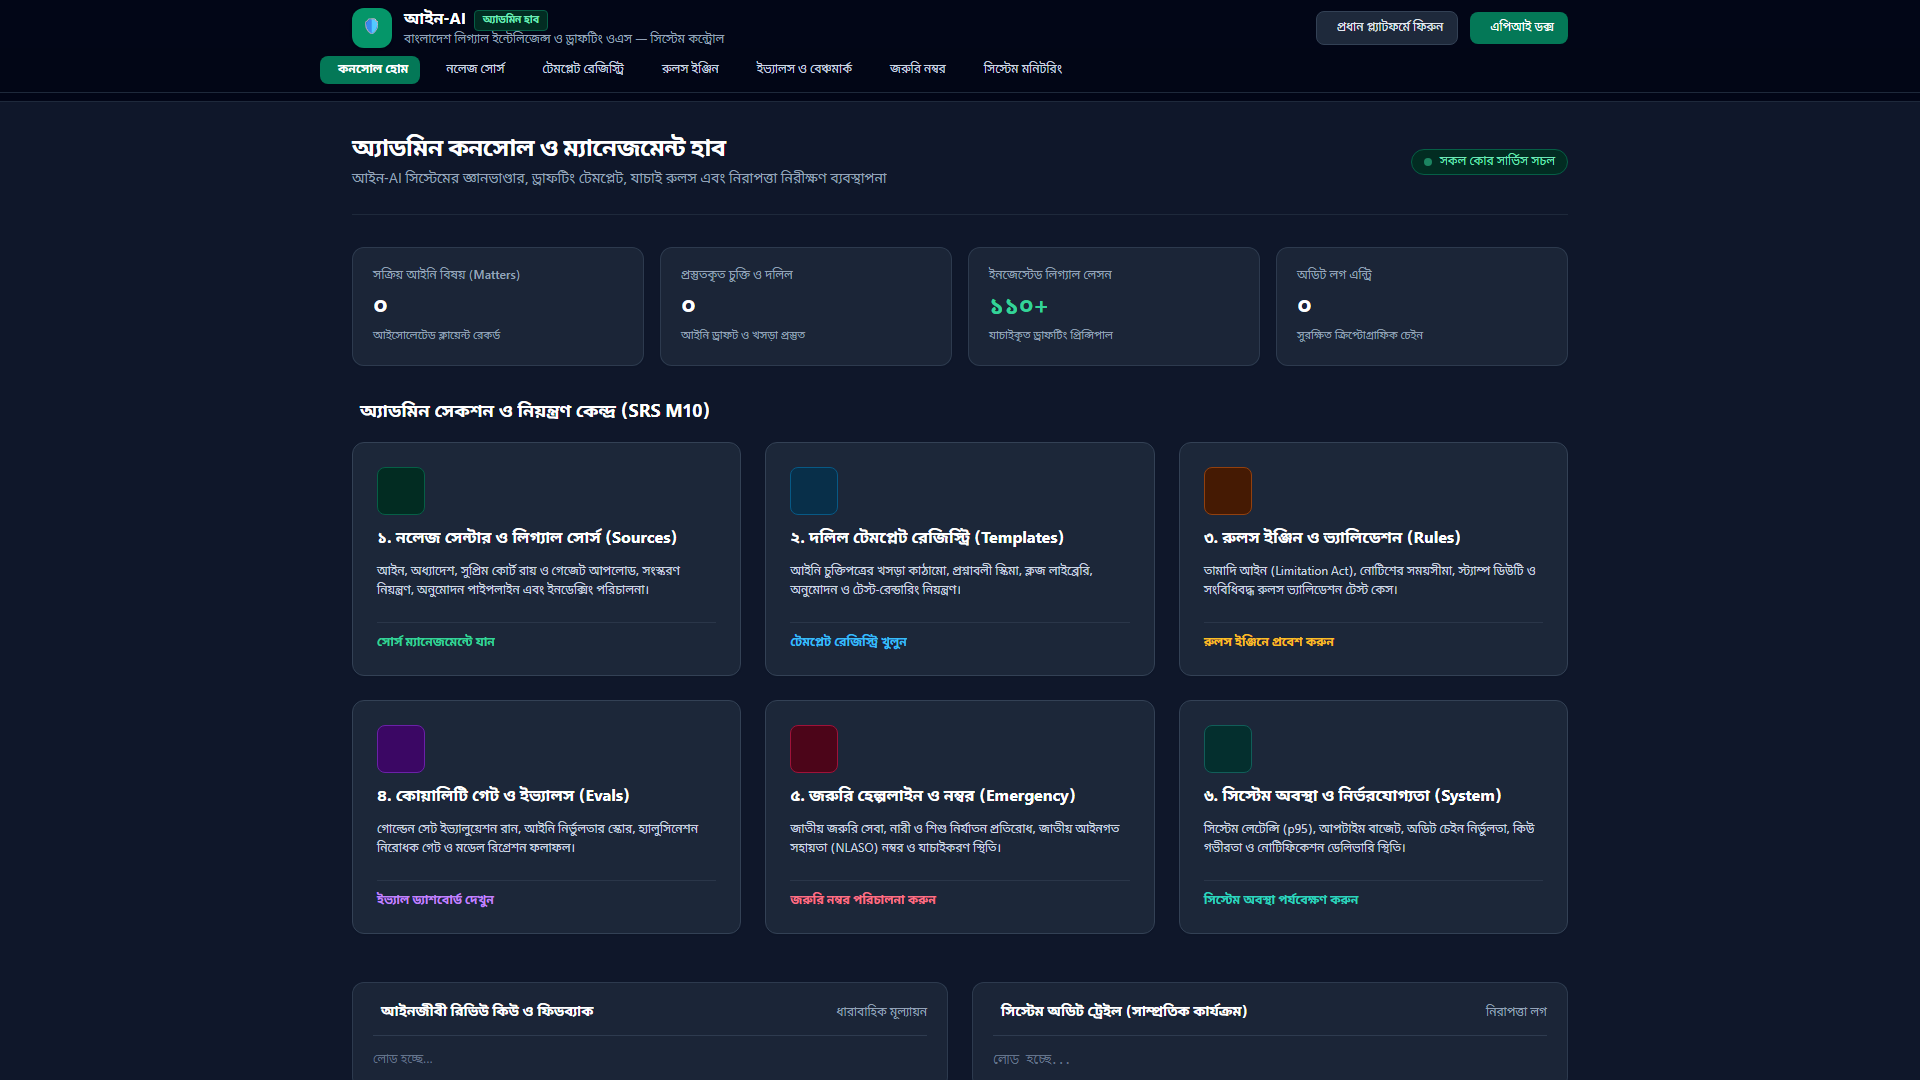 আইন-AI অ্যাডমিন হাব
বাংলাদেশ লিগ্যাল ইন্টেলিজেন্স ও ড্রাফটিং ওএস — সিস্টেম কন্ট্রোল
প্রধান প্ল্যাটফর্মে ফিরুন
এপিআই ডক্স
কনসোল হোম
নলেজ সোর্স
টেমপ্লেট রেজিস্ট্রি
রুলস ইঞ্জিন
ইভ্যালস ও বেঞ্চমার্ক
জরুরি নম্বর
সিস্টেম মনিটরিং
অ্যাডমিন কনসোল ও ম্যানেজমেন্ট হাব
আইন-AI সিস্টেমের জ্ঞানভাণ্ডার, ড্রাফটিং টেমপ্লেট, যাচাই রুলস এবং নিরাপত্তা নিরীক্ষণ ব্যবস্থাপনা
সকল কোর সার্ভিস সচল
সক্রিয় আইনি বিষয় (Matters)
০
আইসোলেটেড ক্লায়েন্ট রেকর্ড
প্রস্তুতকৃত চুক্তি ও দলিল
০
আইনি ড্রাফট ও খসড়া প্রস্তুত
ইনজেস্টেড লিগ্যাল লেসন
১১০+
যাচাইকৃত ড্রাফটিং প্রিন্সিপাল
অডিট লগ এন্ট্রি
০
সুরক্ষিত ক্রিপ্টোগ্রাফিক চেইন
অ্যাডমিন সেকশন ও নিয়ন্ত্রণ কেন্দ্র (SRS M10)
১. নলেজ সেন্টার ও লিগ্যাল সোর্স (Sources)
আইন, অধ্যাদেশ, সুপ্রিম কোর্ট রায় ও গেজেট আপলোড, সংস্করণ
নিয়ন্ত্রণ, অনুমোদন পাইপলাইন এবং ইনডেক্সিং পরিচালনা।
সোর্স ম্যানেজমেন্টে যান
২. দলিল টেমপ্লেট রেজিস্ট্রি (Templates)
আইনি চুক্তিপত্রের খসড়া কাঠামো, প্রশ্নাবলী স্কিমা, ক্লজ লাইব্রেরি,
অনুমোদন ও টেস্ট-রেন্ডারিং নিয়ন্ত্রণ।
টেমপ্লেট রেজিস্ট্রি খুলুন
৩. রুলস ইঞ্জিন ও ভ্যালিডেশন (Rules)
তামাদি আইন (Limitation Act), নোটিশের সময়সীমা, স্ট্যাম্প ডিউটি ও
সংবিধিবদ্ধ রুলস ভ্যালিডেশন টেস্ট কেস।
রুলস ইঞ্জিনে প্রবেশ করুন
৪. কোয়ালিটি গেট ও ইভ্যালস (Evals)
গোল্ডেন সেট ইভ্যালুয়েশন রান, আইনি নির্ভুলতার স্কোর, হ্যালুসিনেশন
নিরোধক গেট ও মডেল রিগ্রেশন ফলাফল।
ইভ্যাল ড্যাশবোর্ড দেখুন
৫. জরুরি হেল্পলাইন ও নম্বর (Emergency)
জাতীয় জরুরি সেবা, নারী ও শিশু নির্যাতন প্রতিরোধ, জাতীয় আইনগত
সহায়তা (NLASO) নম্বর ও যাচাইকরণ স্থিতি।
জরুরি নম্বর পরিচালনা করুন
৬. সিস্টেম অবস্থা ও নির্ভরযোগ্যতা (System)
সিস্টেম লেটেন্সি (p95), আপটাইম বাজেট, অডিট চেইন নির্ভুলতা, কিউ
গভীরতা ও নোটিফিকেশন ডেলিভারি স্থিতি।
সিস্টেম অবস্থা পর্যবেক্ষণ করুন
আইনজীবী রিভিউ কিউ ও ফিডব্যাক
ধারাবাহিক মূল্যায়ন
লোড হচ্ছে...
সিস্টেম অডিট ট্রেইল (সাম্প্রতিক কার্যক্রম)
নিরাপত্তা লগ
লোড হচ্ছে...